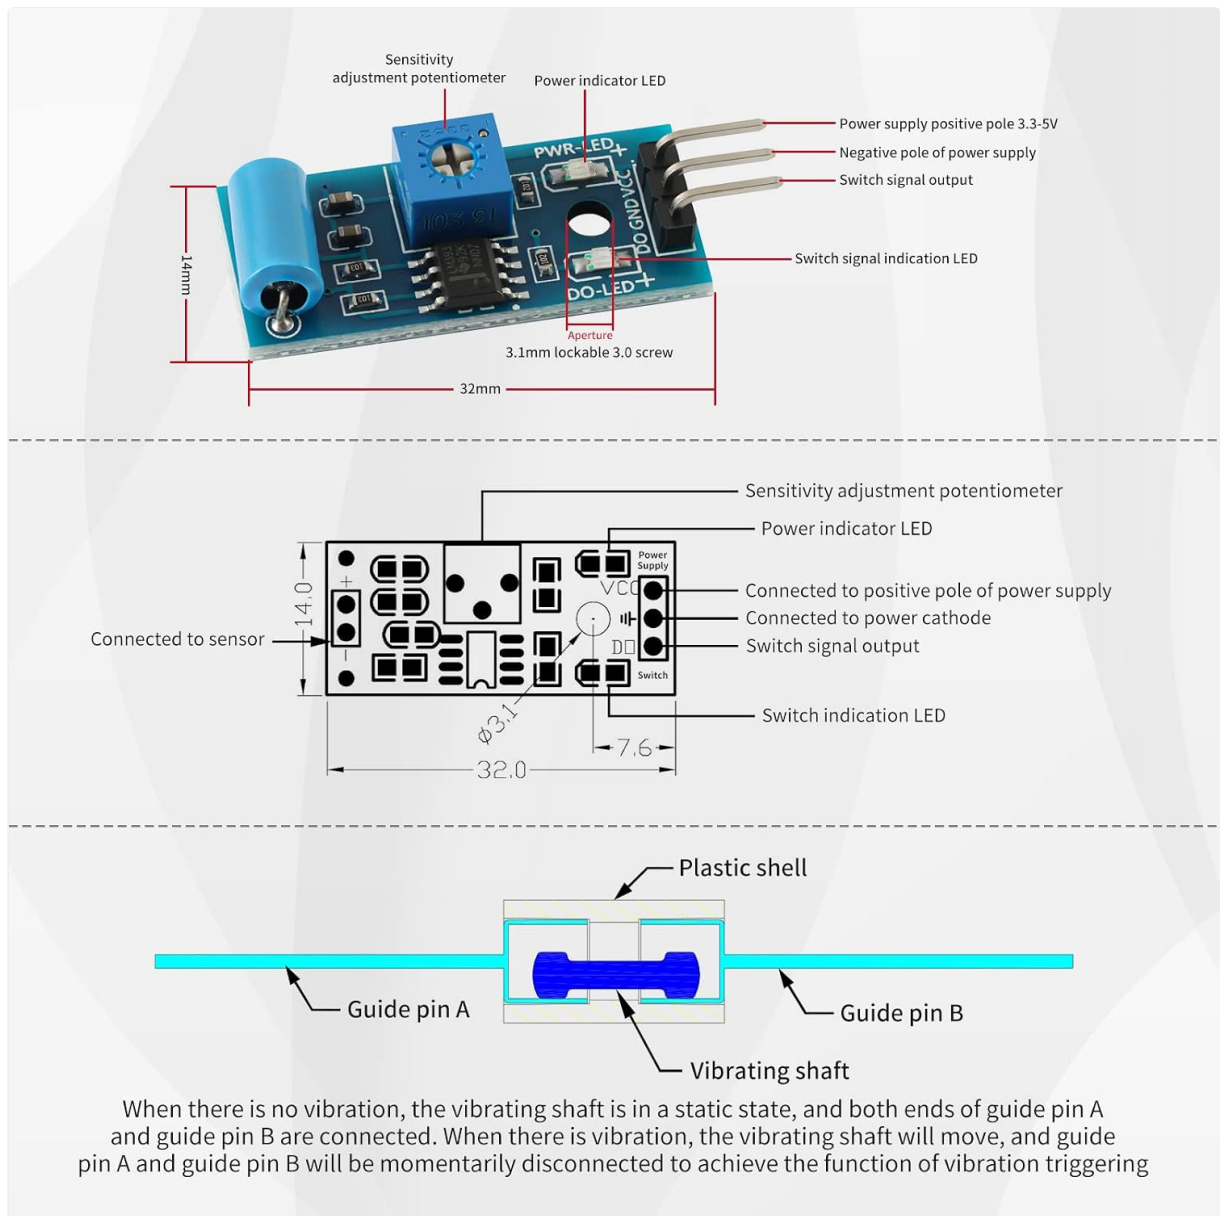 Sensitivity
adjustment potentiometer
Power indicator LED
Power supply positive pole 3.3-5V
Negative pole of power supply
Switch signal output
PWR-LED
+
DO GND VCC
103
103
102
14mm
Switch signal indication LED
DO-LED
+
Aperture
3.1mm lockable 3.0 screw
32mm
Sensitivity adjustment potentiometer
Power indicator LED
Power
Supply
VCC
Connected to positive pole of power supply
+
14.0
Connected to power cathode
Connected to sensor
DO
Switch signal output
-
Switch
ø3.1
Switch indication LED
7.6
32.0
Plastic shell
Guide pin A
Guide pin B
Vibrating shaft
When there is no vibration, the vibrating shaft is in a static state, and both ends of guide pin A
and guide pin B are connected. When there is vibration, the vibrating shaft will move, and guide
pin A and guide pin B will be momentarily disconnected to achieve the function of vibration triggering